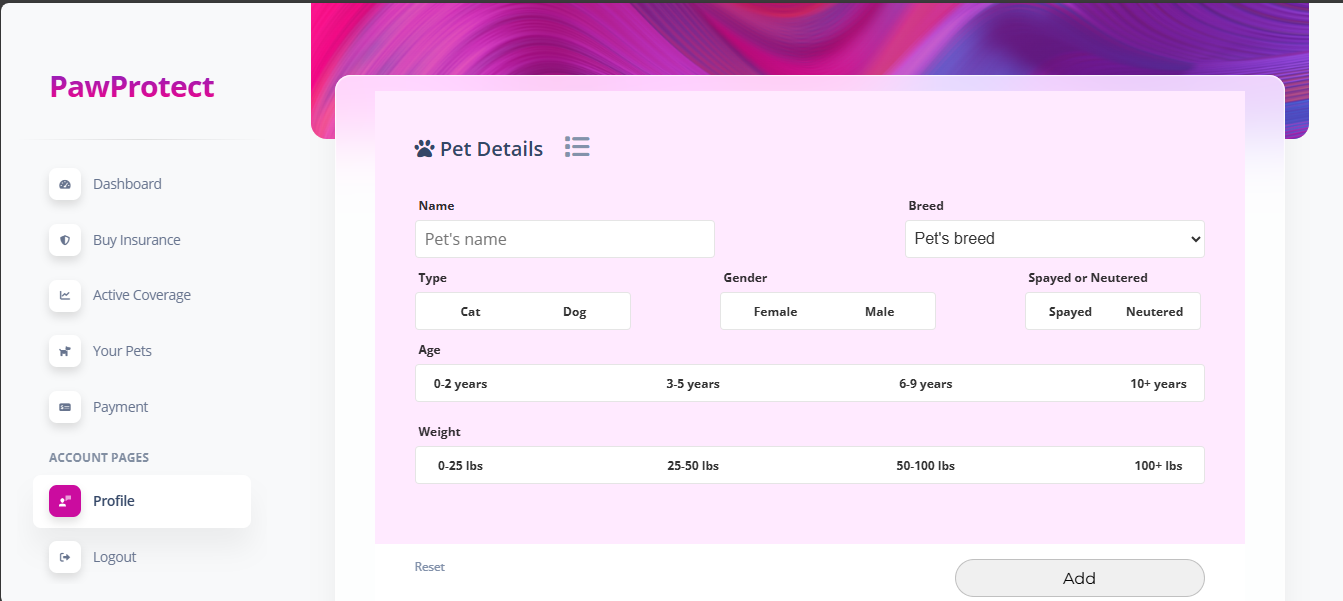 PawProtect
Dashboard
Buy Insurance
Active Coverage
Your Pets
Payment
ACCOUNT PAGES
Profile
Logout
Pet Details
Name Breed
Pet's name Pet's breed
Type Gender Spayed or Neutered
Cat Dog Female Male Spayed Neutered
Age
0-2 years 3-5 years 6-9 years 10+ years
Weight
0-25 lbs 25-50 lbs 50-100 lbs 100+ lbs
Reset Add